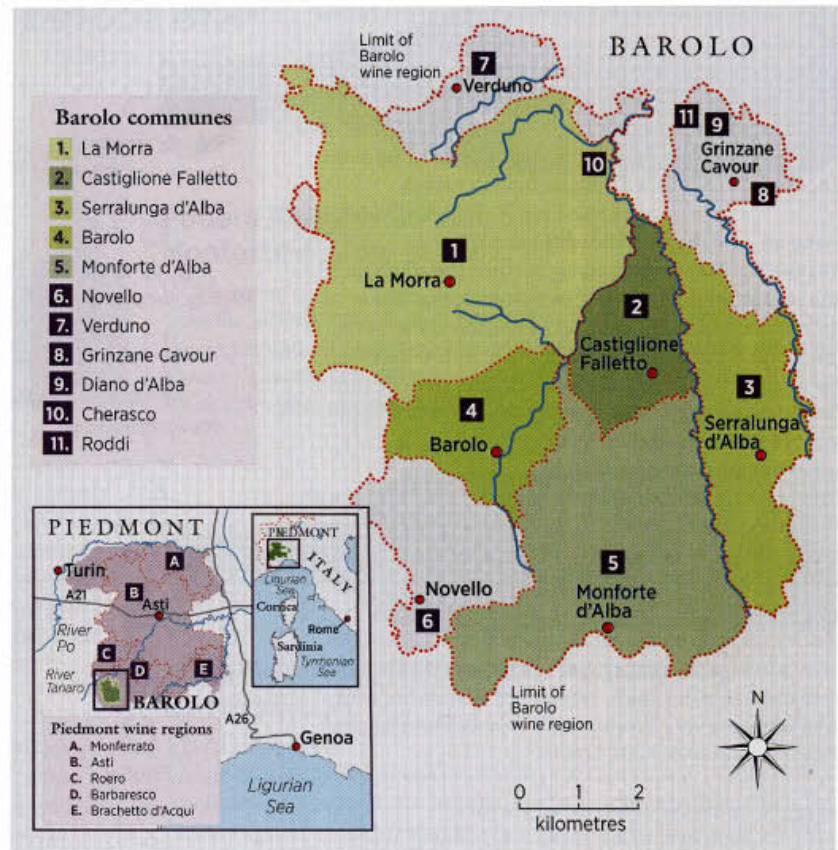 BAROLO
Limit of
Barolo
wine region
7
Verduno
11
9
Grinzane
Cavour
8
10
Barolo communes
1. La Morra
2. Castiglione Falletto
3. Serralunga d'Alba
4. Barolo
5. Monforte d'Alba
6. Novello
7. Verduno
8. Grinzane Cavour
9. Diano d'Alba
10. Cherasco
11. Roddi
1
La Morra
2
Castiglione
Falletto
3
Serralunga
d'Alba
4
Barolo
5
Monforte
d'Alba
Novello
6
Limit of
Barolo
wine region
N
0 1 2
kilometres
PIEDMONT
Turin
A
A21
B
Asti
River
Po
C
River
Tanaro
D
E
BAROLO
A26
Genoa
Ligurian
Sea
Piedmont wine regions
A. Monferrato
B. Asti
C. Roero
D. Barbaresco
E. Brachetto d'Acqui
PIEDMONT
ITALY
Ligurian
Sea
Corsica
Rome
Sardinia
Tyrrhenian
Sea